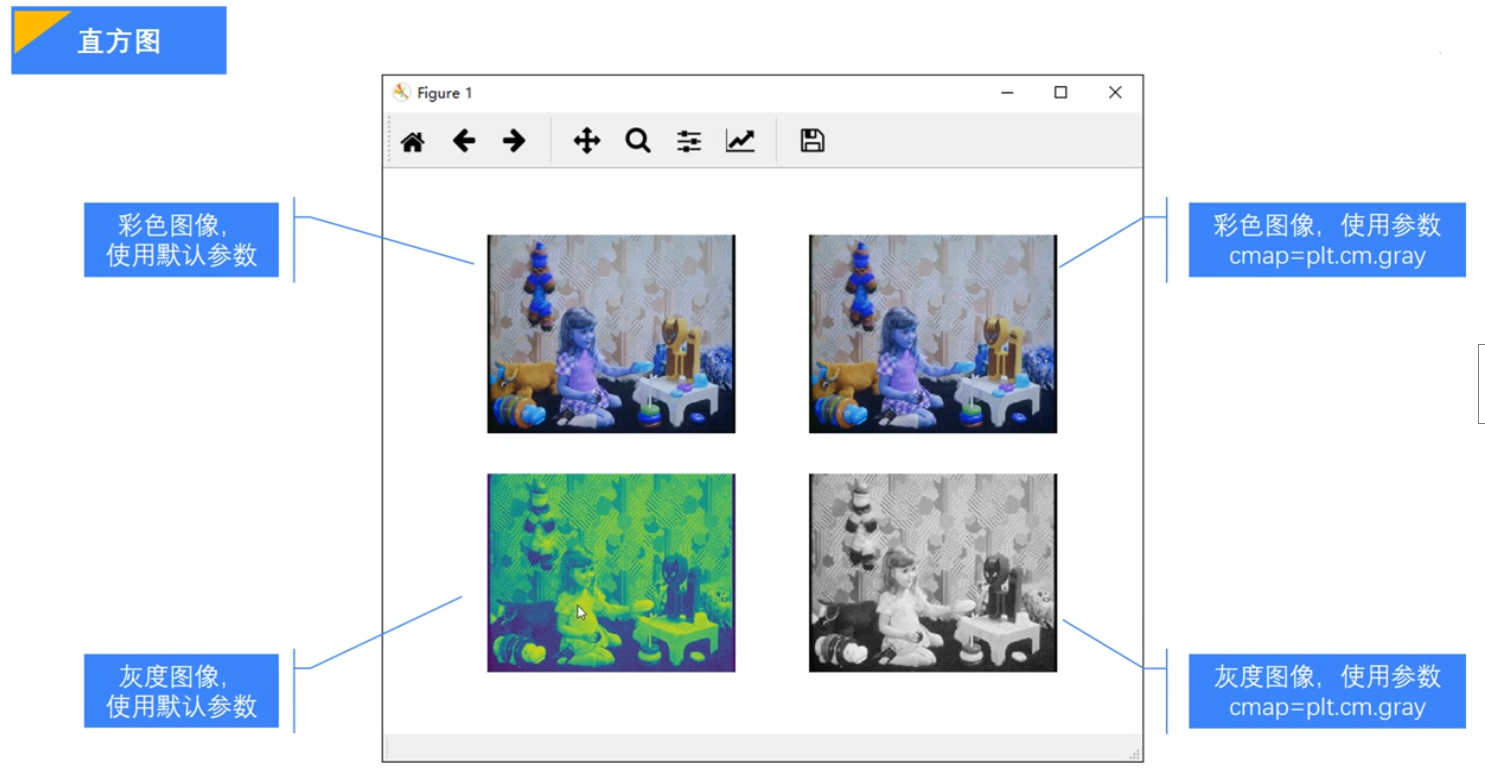 直方图
Figure 1
彩色图像，
使用默认参数
彩色图像，使用参数
cmap=plt.cm.gray
灰度图像，
使用默认参数
灰度图像，使用参数
cmap=plt.cm.gray